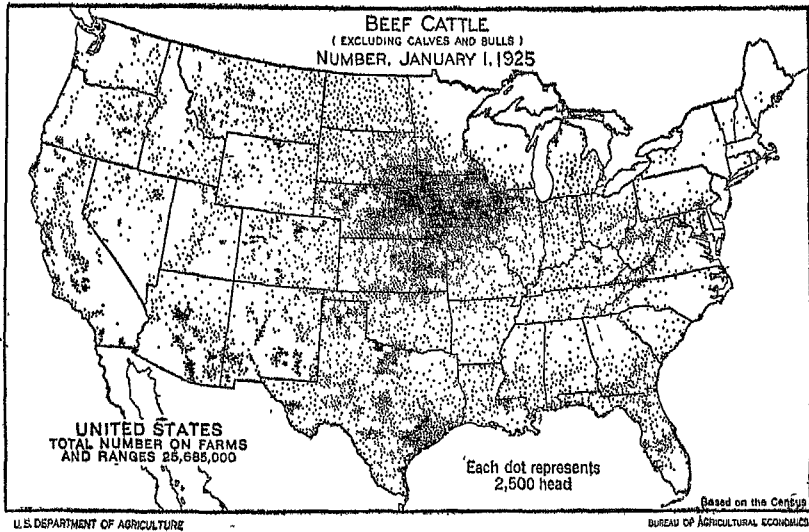 BEEF CATTLE
( EXCLUDING CALVES AND BULLS )
NUMBER, JANUARY 1, 1925
UNITED STATES
TOTAL NUMBER ON FARMS
AND RANGES 25,685,000
Each dot represents
2,500 head
Based on the Census
U.S. DEPARTMENT OF AGRICULTURE
BUREAU OF AGRICULTURAL ECONOMICS